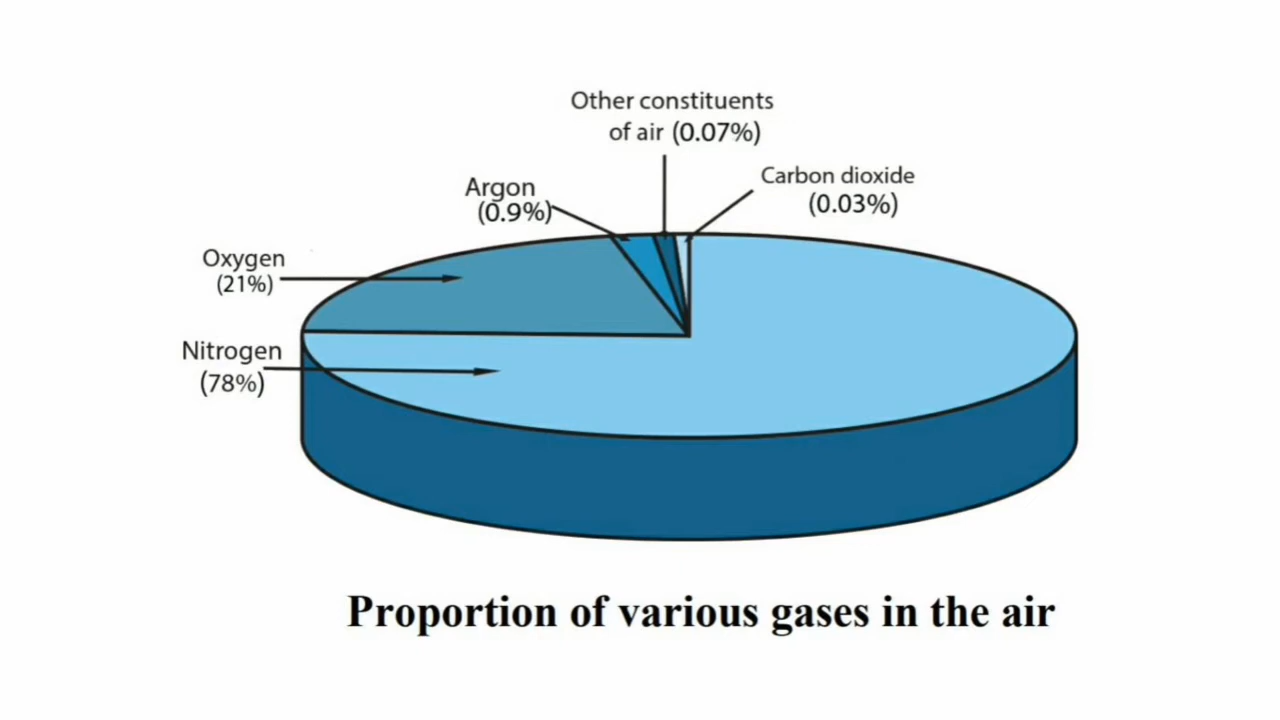 Other constituents
of air (0.07%)
Carbon dioxide
(0.03%)
Argon
(0.9%)
Oxygen
(21%)
Nitrogen
(78%)
Proportion of various gases in the air